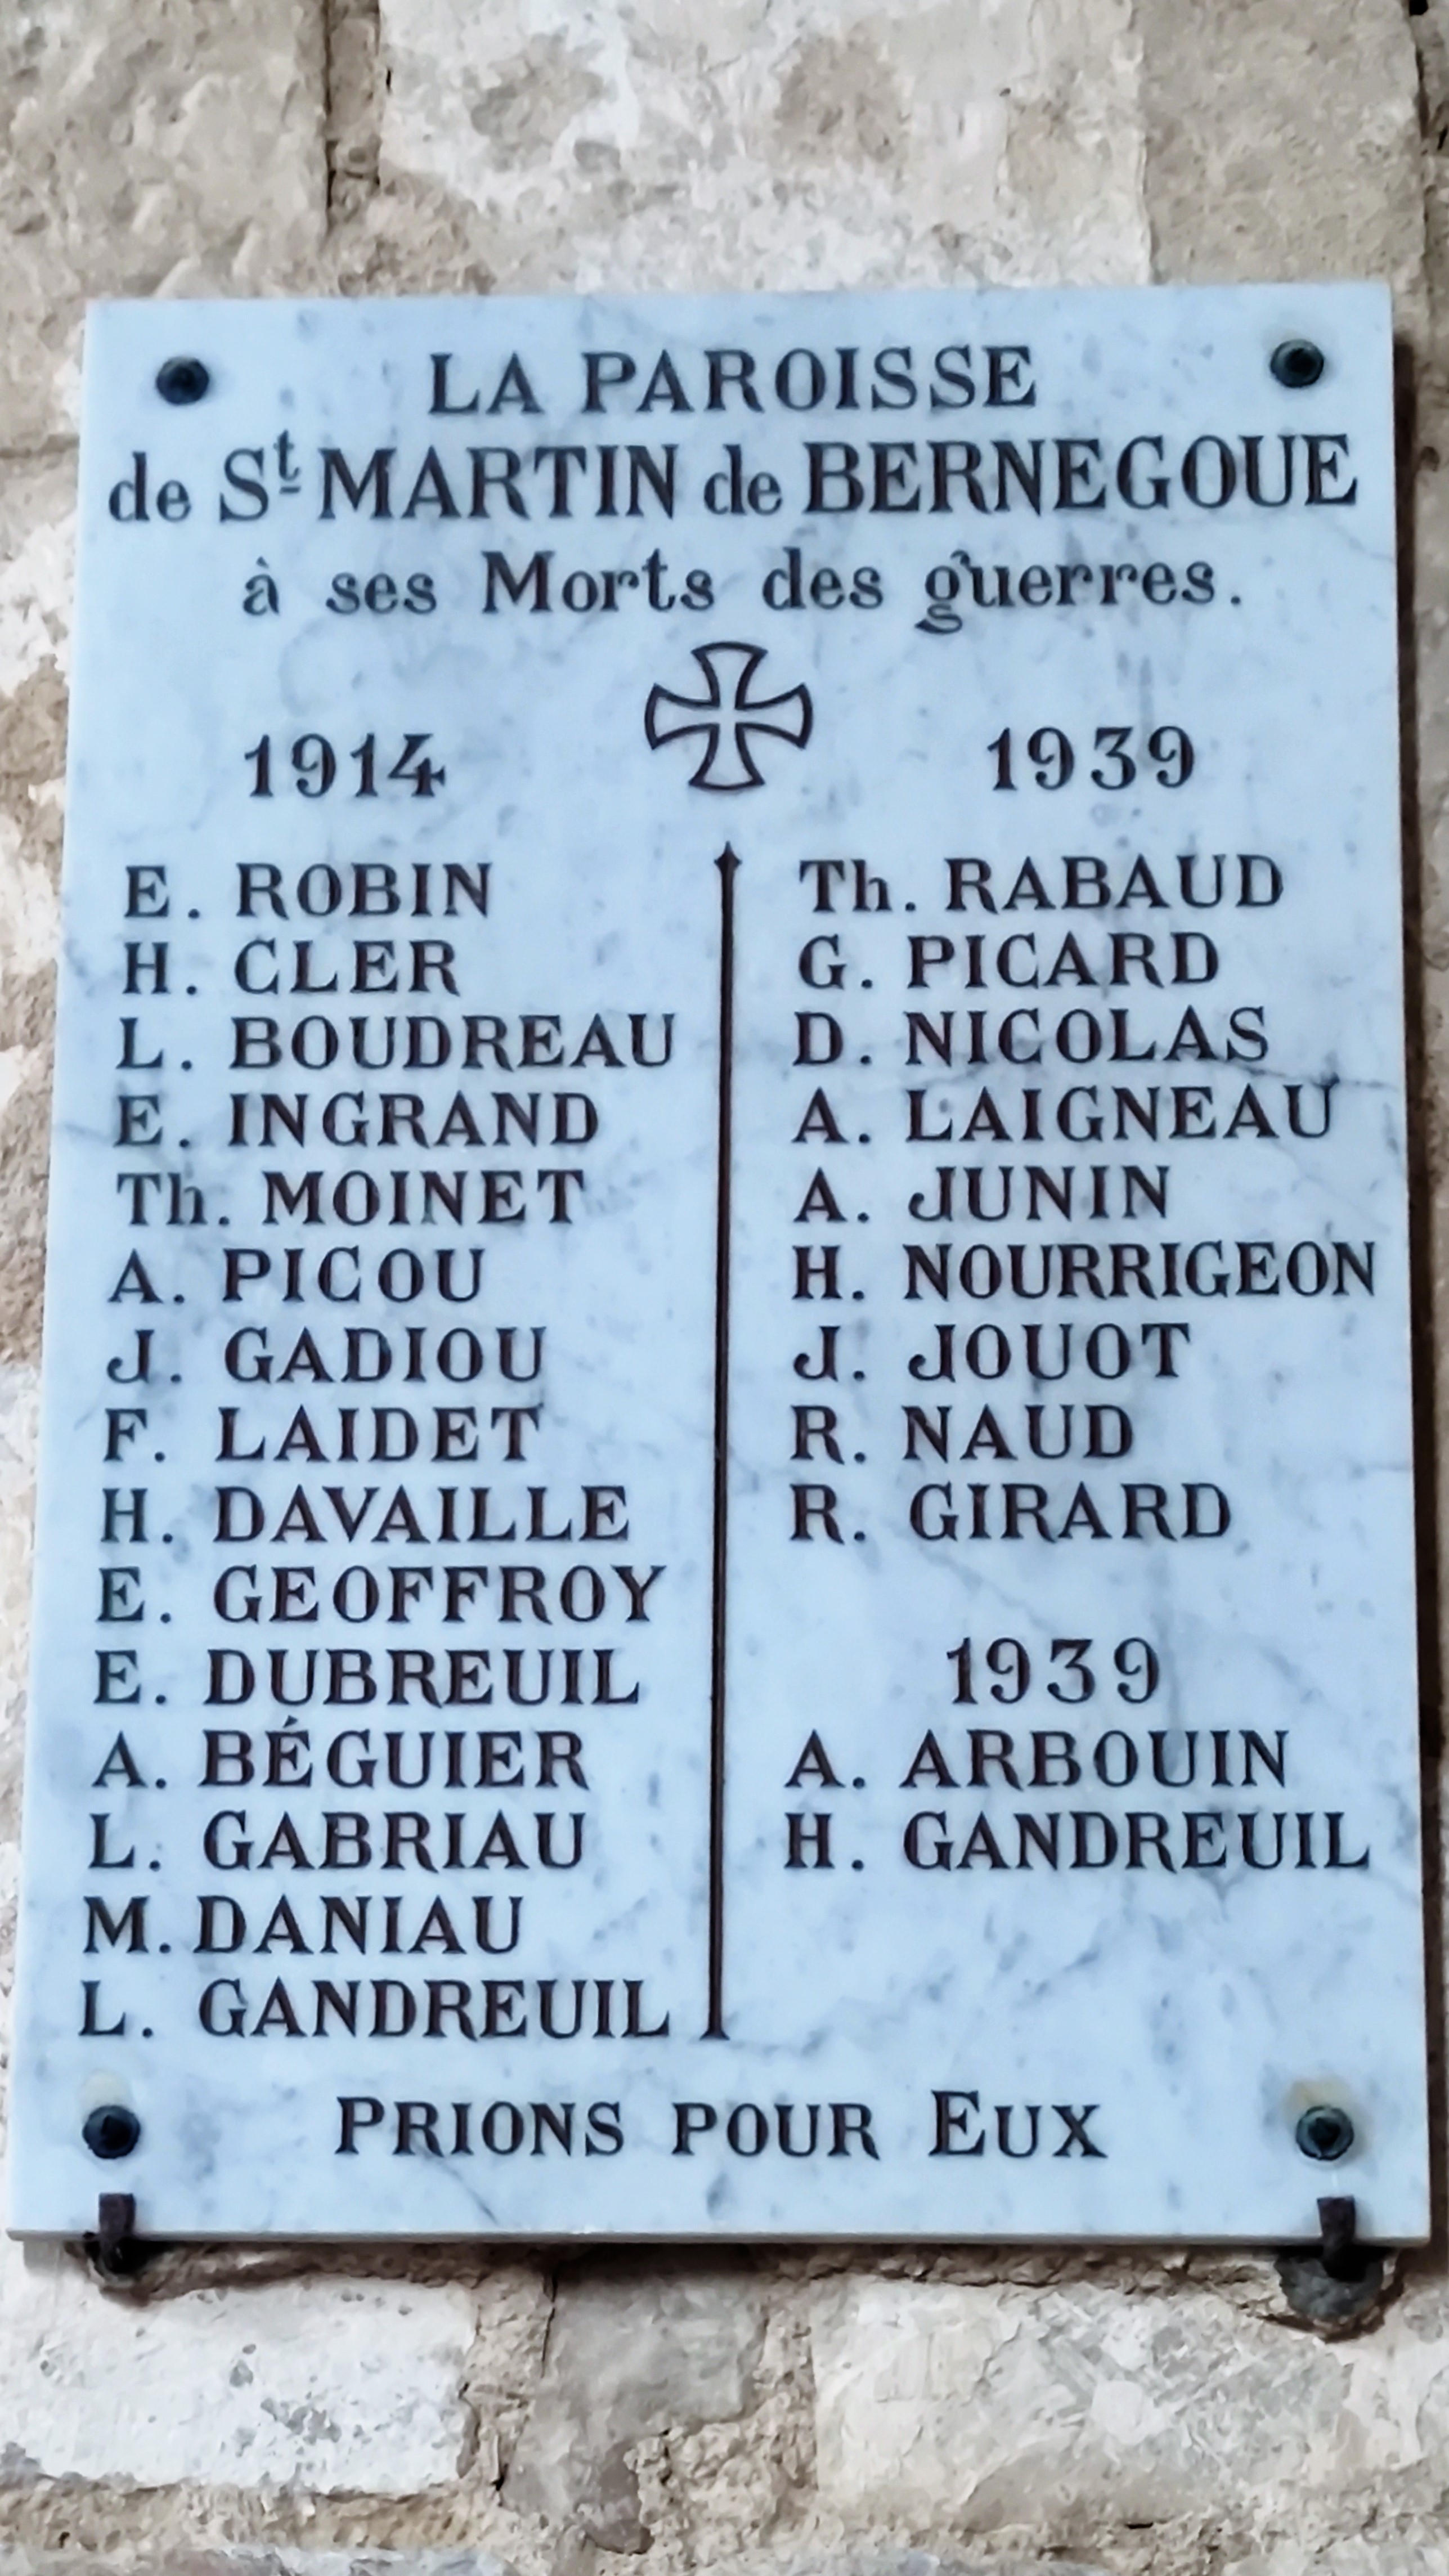 LA PAROISSE
de St MARTIN de BERNEGOUE
à ses Morts des guerres.
1914
E. ROBIN
H. CLER
L. BOUDREAU
E. INGRAND
Th. MOINET
A. PICOU
J. GADIOU
F. LAIDET
H. DAVAILLE
E. GEOFFROY
E. DUBREUIL
A. BÉGUIER
L. GABRIAU
M. DANIAU
L. GANDREUIL
1939
Th. RABAUD
G. PICARD
D. NICOLAS
A. LAIGNEAU
A. JUNIN
H. NOURRIGEON
J. JOUOT
R. NAUD
R. GIRARD
1939
A. ARBOUIN
H. GANDREUIL
PRIONS POUR EUX